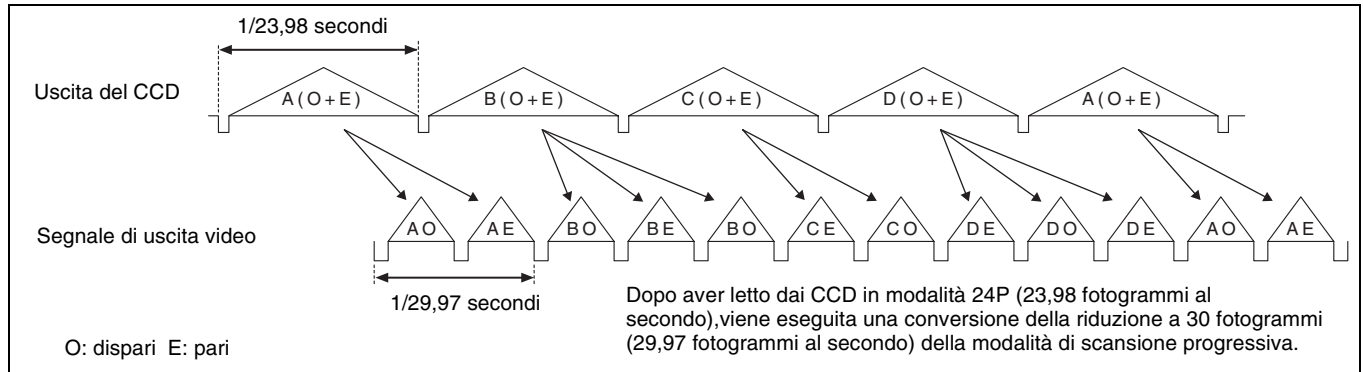 1/23,98 secondi
Uscita del CCD
A(O+E) B(O+E) C(O+E) D(O+E) A(O+E)
Segnale di uscita video
AO AE BO BE BO CE CO DE DO DE AO AE
1/29,97 secondi
Dopo aver letto dai CCD in modalità 24P (23,98 fotogrammi al
secondo),viene eseguita una conversione della riduzione a 30 fotogrammi
(29,97 fotogrammi al secondo) della modalità di scansione progressiva.
O: dispari E: pari